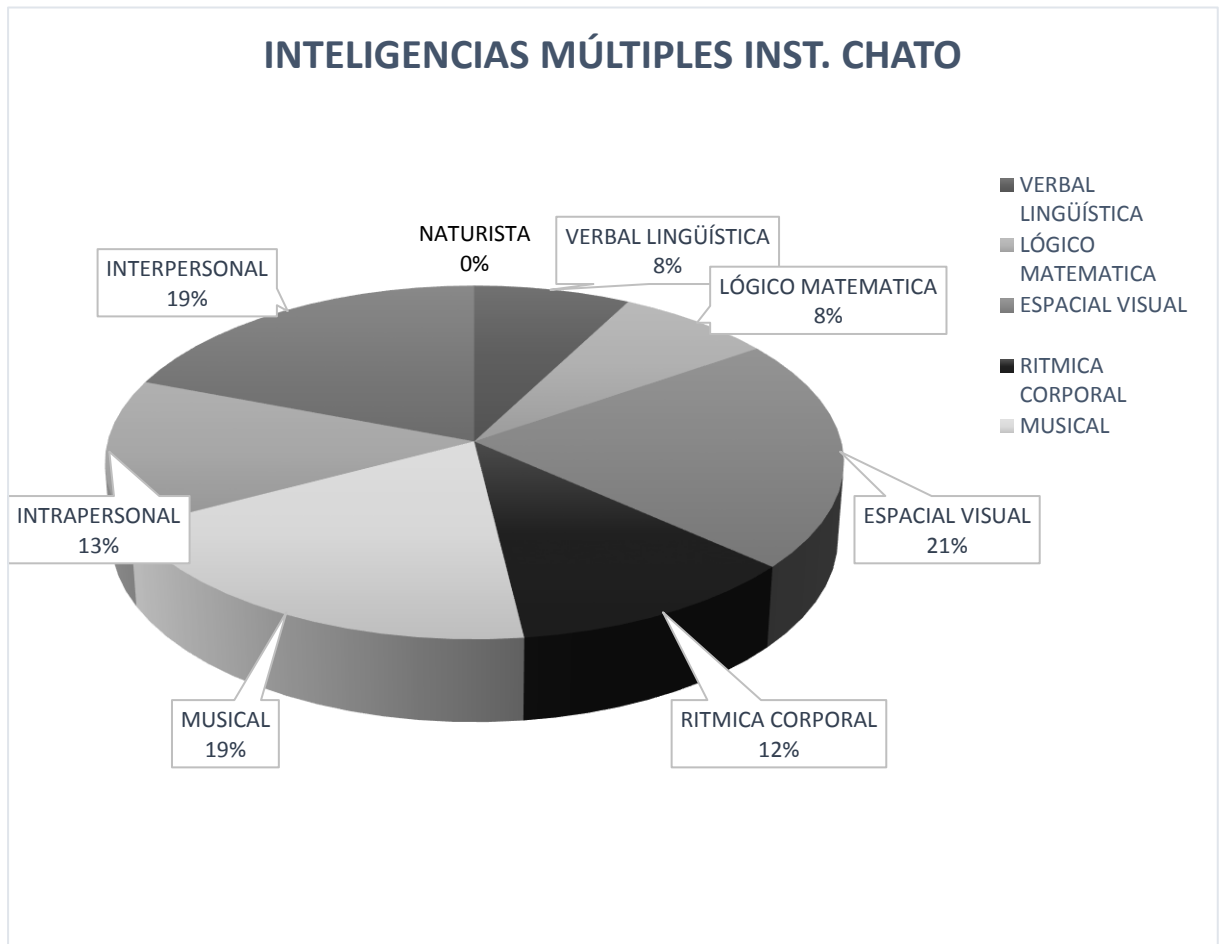 INTELIGENCIAS MÚLTIPLES INST. CHATO
NATURISTA
0%
VERBAL LINGÜÍSTICA
8%
LÓGICO MATEMATICA
8%
INTERPERSONAL
19%
INTRAPERSONAL
13%
ESPACIAL VISUAL
21%
MUSICAL
19%
RITMICA CORPORAL
12%
VERBAL
LINGÜÍSTICA
LÓGICO
MATEMATICA
ESPACIAL VISUAL
RITMICA
CORPORAL
MUSICAL